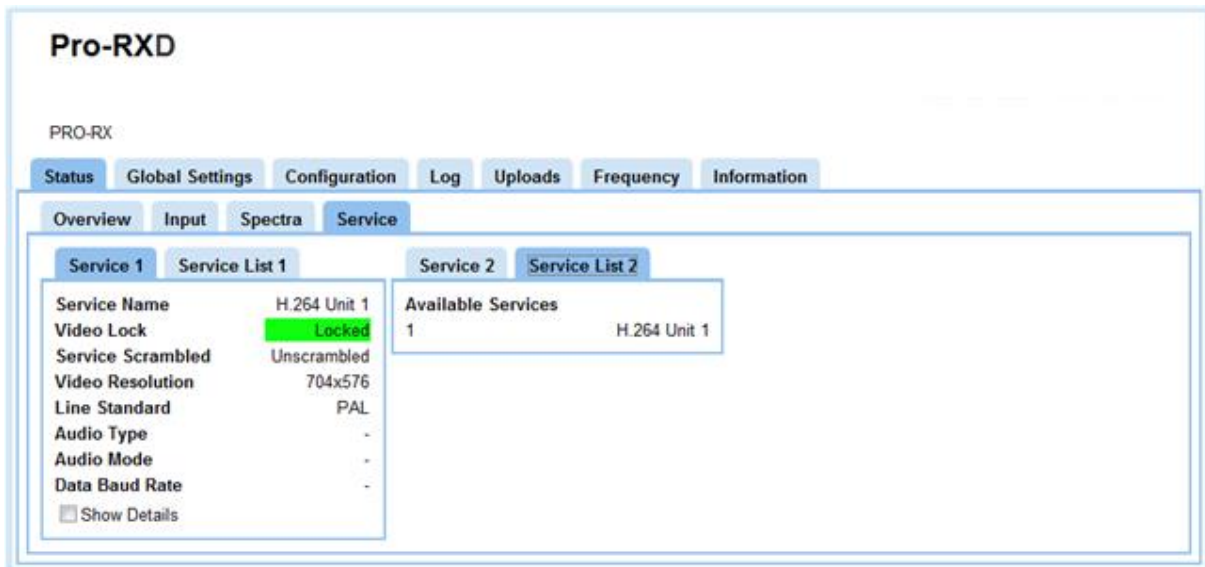 Pro-RXD
PRO-RX
Status Global Settings Configuration Log Uploads Frequency Information
Overview Input Spectra Service
Service 1 Service List 1 Service 2 Service List 2
Service Name H.264 Unit 1 Available Services
Video Lock Locked 1 H.264 Unit 1
Service Scrambled Unscrambled
Video Resolution 704x576
Line Standard PAL
Audio Type -
Audio Mode -
Data Baud Rate -
Show Details